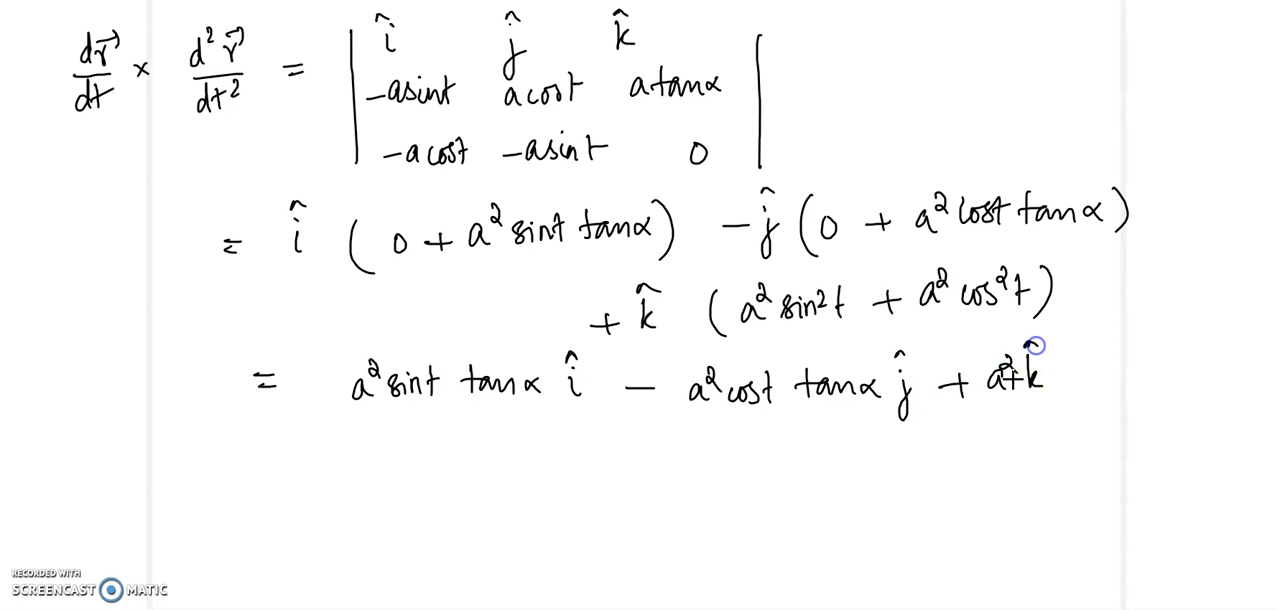 dr⃗/dt × d²r⃗/dt² = | î ĵ k̂
-asint acost atanα
-acost -asint 0 |
= î ( 0 + a² sint tanα ) - ĵ ( 0 + a² cost tanα )
+ k̂ ( a² sin²t + a² cos²t )
= a² sint tanα î - a² cost tanα ĵ + a² k̂
RECORDED WITH
SCREENCAST MATIC